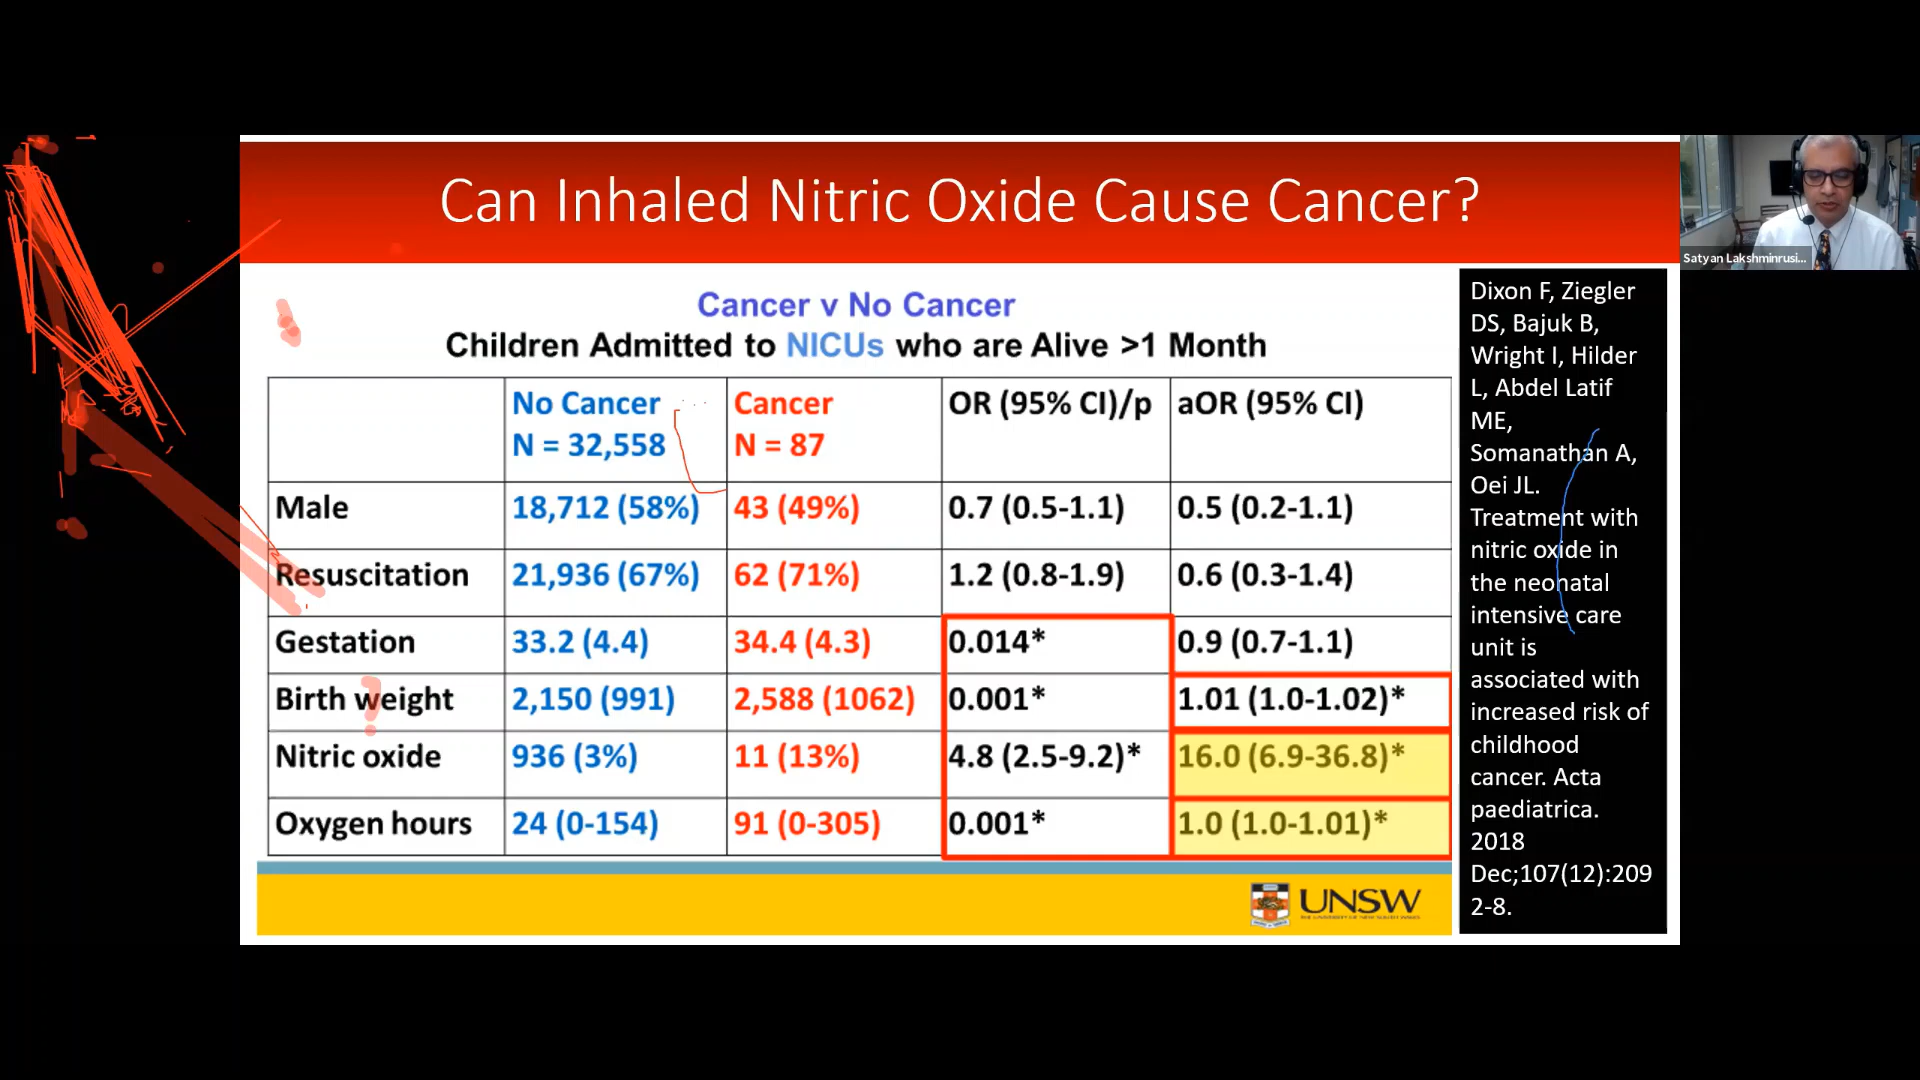 Can Inhaled Nitric Oxide Cause Cancer?
Satyan Lakshminrusi...
Cancer v No Cancer
Children Admitted to NICUs who are Alive >1 Month
No Cancer N = 32,558 Cancer N = 87 OR (95% CI)/p aOR (95% CI)
Male 18,712 (58%) 43 (49%) 0.7 (0.5-1.1) 0.5 (0.2-1.1)
Resuscitation 21,936 (67%) 62 (71%) 1.2 (0.8-1.9) 0.6 (0.3-1.4)
Gestation 33.2 (4.4) 34.4 (4.3) 0.014* 0.9 (0.7-1.1)
Birth weight 2,150 (991) 2,588 (1062) 0.001* 1.01 (1.0-1.02)*
Nitric oxide 936 (3%) 11 (13%) 4.8 (2.5-9.2)* 16.0 (6.9-36.8)*
Oxygen hours 24 (0-154) 91 (0-305) 0.001* 1.0 (1.0-1.01)*
UNSW
Dixon F, Ziegler
DS, Bajuk B,
Wright I, Hilder
L, Abdel Latif
ME,
Somanathan A,
Oei JL.
Treatment with
nitric oxide in
the neonatal
intensive care
unit is
associated with
increased risk of
childhood
cancer. Acta
paediatrica.
2018
Dec;107(12):209
2-8.